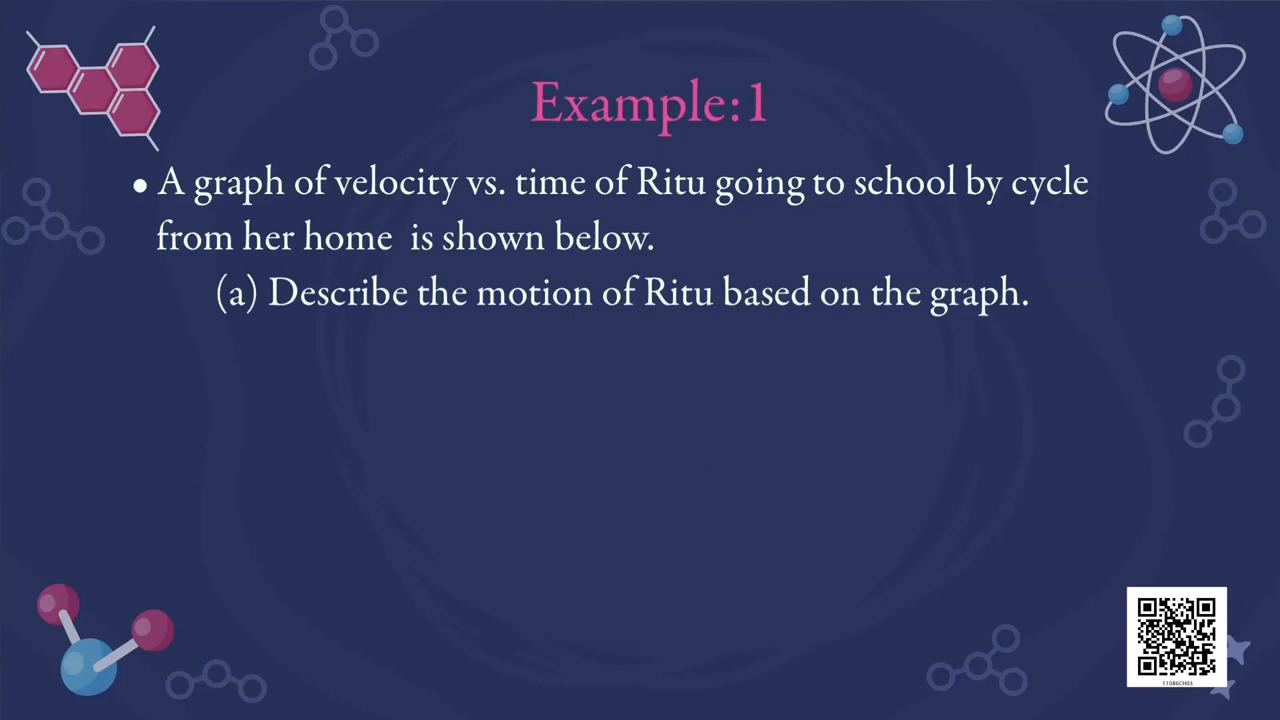 Example:1
• A graph of velocity vs. time of Ritu going to school by cycle
from her home is shown below.
(a) Describe the motion of Ritu based on the graph.
11086CH03